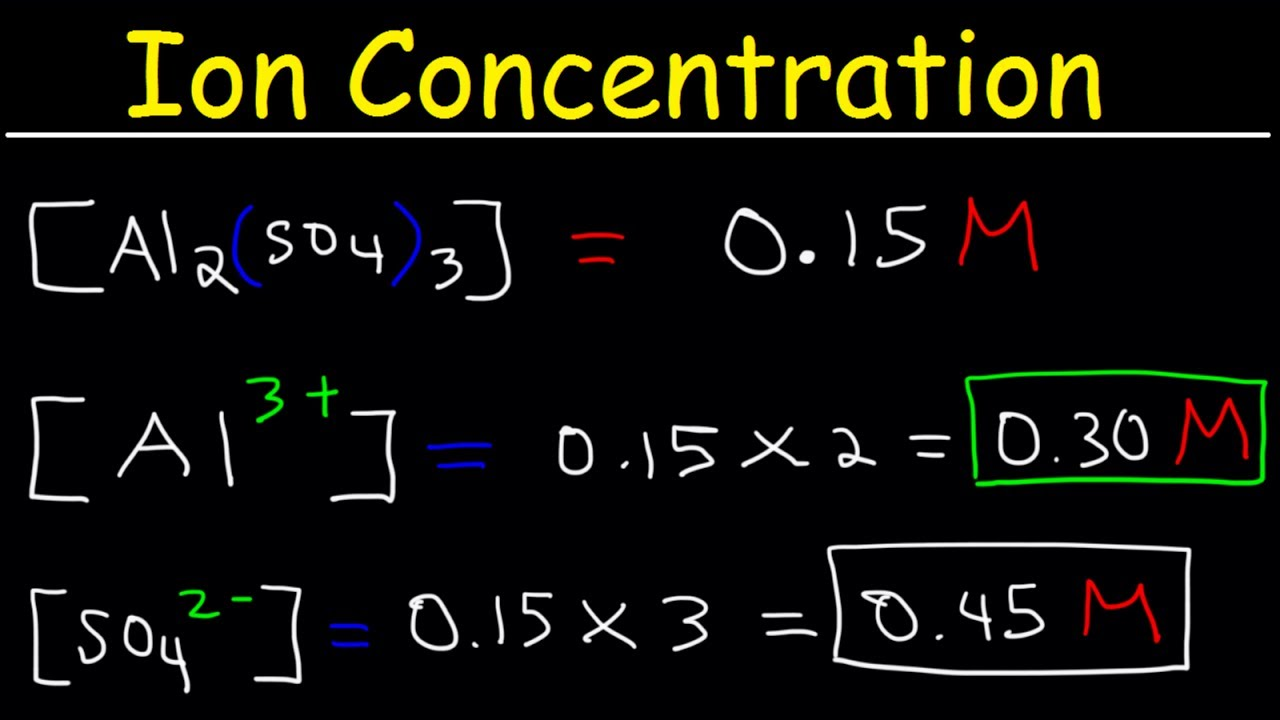 Ion Concentration
[Al₂(SO₄)₃] = 0.15 M
[Al³⁺] = 0.15 × 2 = 0.30 M
[SO₄²⁻] = 0.15 × 3 = 0.45 M